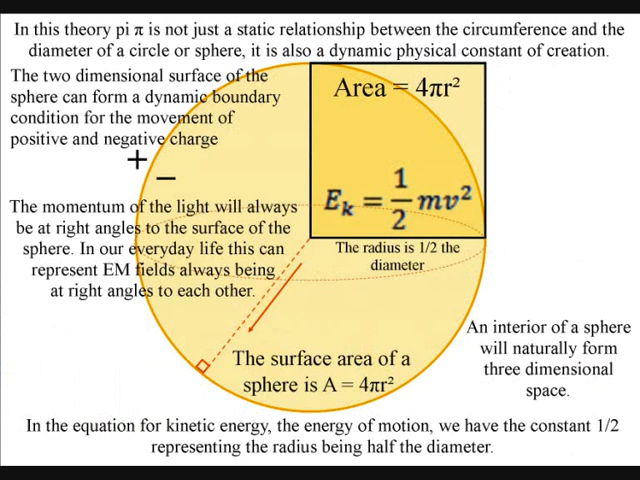 In this theory pi π is not just a static relationship between the circumference and the
diameter of a circle or sphere, it is also a dynamic physical constant of creation.
The two dimensional surface of the
sphere can form a dynamic boundary
condition for the movement of
positive and negative charge
+
−
Area = 4πr²
Eₖ = 1/2 mv²
The momentum of the light will always
be at right angles to the surface of the
sphere. In our everyday life this can
represent EM fields always being
at right angles to each other.
The radius is 1/2 the
diameter
An interior of a sphere
will naturally form
three dimensional
space.
The surface area of a
sphere is A = 4πr²
In the equation for kinetic energy, the energy of motion, we have the constant 1/2
representing the radius being half the diameter.